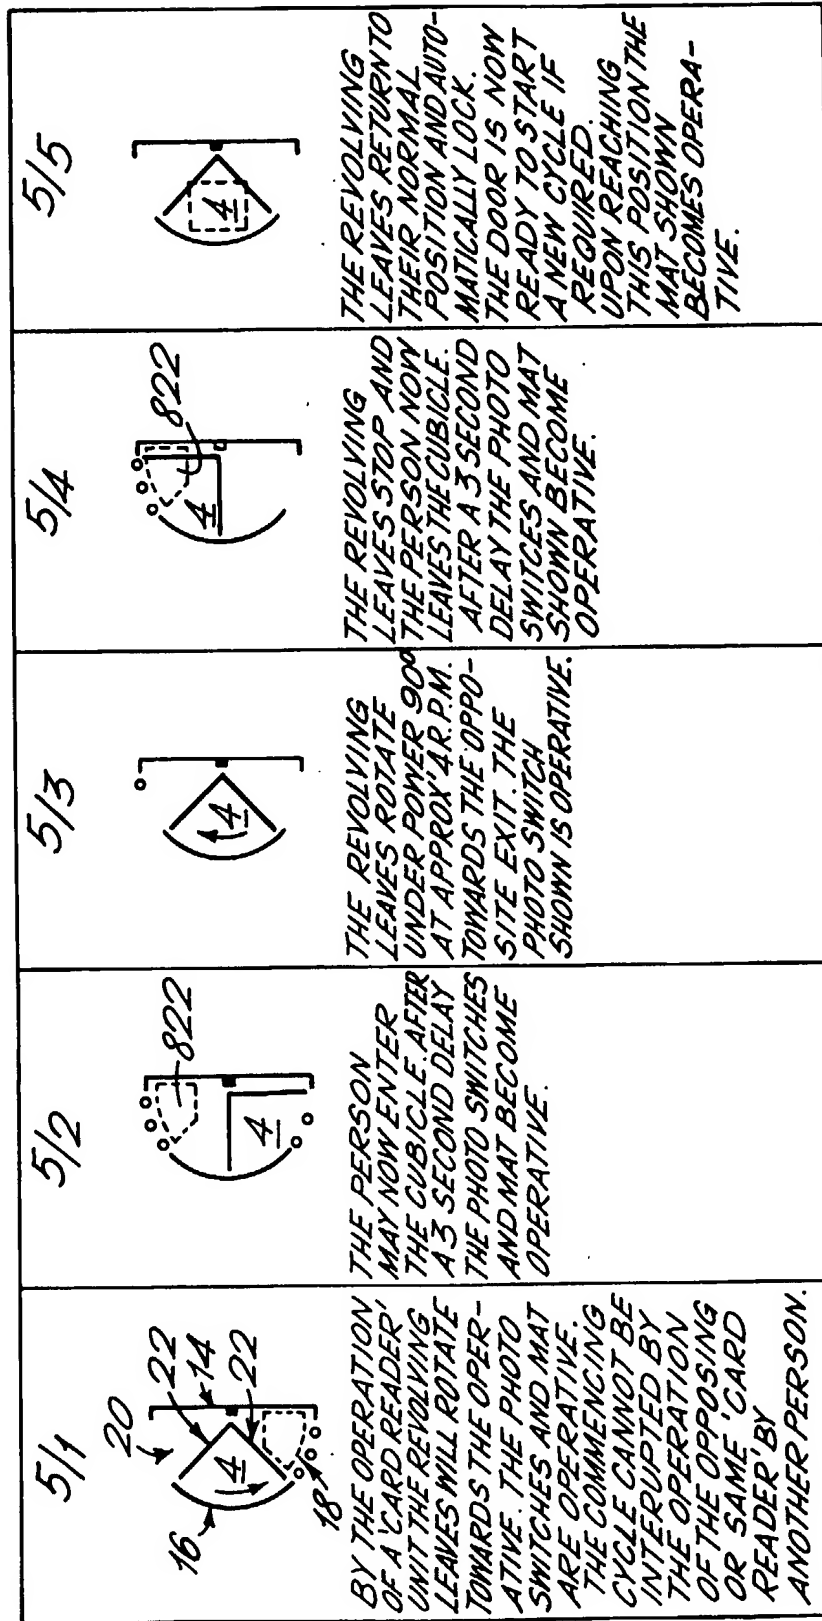 5/1
20
22
14
16
4
22
18
BY THE OPERATION
OF A 'CARD READER'
UNIT THE REVOLVING
LEAVES WILL ROTATE
TOWARDS THE OPER-
ATIVE. THE PHOTO
SWITCHES AND MAT
ARE OPERATIVE.
THE COMMENCING
CYCLE CANNOT BE
INTERRUPTED BY
THE OPERATION
OF THE OPPOSING
OR SAME 'CARD
READER' BY
ANOTHER PERSON.
5/2
822
4
THE PERSON
MAY NOW ENTER
THE CUBICLE. AFTER
A 3 SECOND DELAY
THE PHOTO SWITCHES
AND MAT BECOME
OPERATIVE.
5/3
4
THE REVOLVING
LEAVES ROTATE
UNDER POWER 90°
AT APPROX' 4 R.P.M.
TOWARDS THE OPPO-
SITE EXIT. THE
PHOTO SWITCH
SHOWN IS OPERATIVE.
5/4
822
4
THE REVOLVING
LEAVES STOP AND
THE PERSON NOW
LEAVES THE CUBICLE.
AFTER A 3 SECOND
DELAY THE PHOTO
SWITCES AND MAT
SHOWN BECOME
OPERATIVE.
5/5
4
THE REVOLVING
LEAVES RETURN TO
THEIR NORMAL
POSITION AND AUTO-
MATICALLY LOCK.
THE DOOR IS NOW
READY TO START
A NEW CYCLE IF
REQUIRED.
UPON REACHING
THIS POSITION THE
MAT SHOWN
BECOMES OPERA-
TIVE.